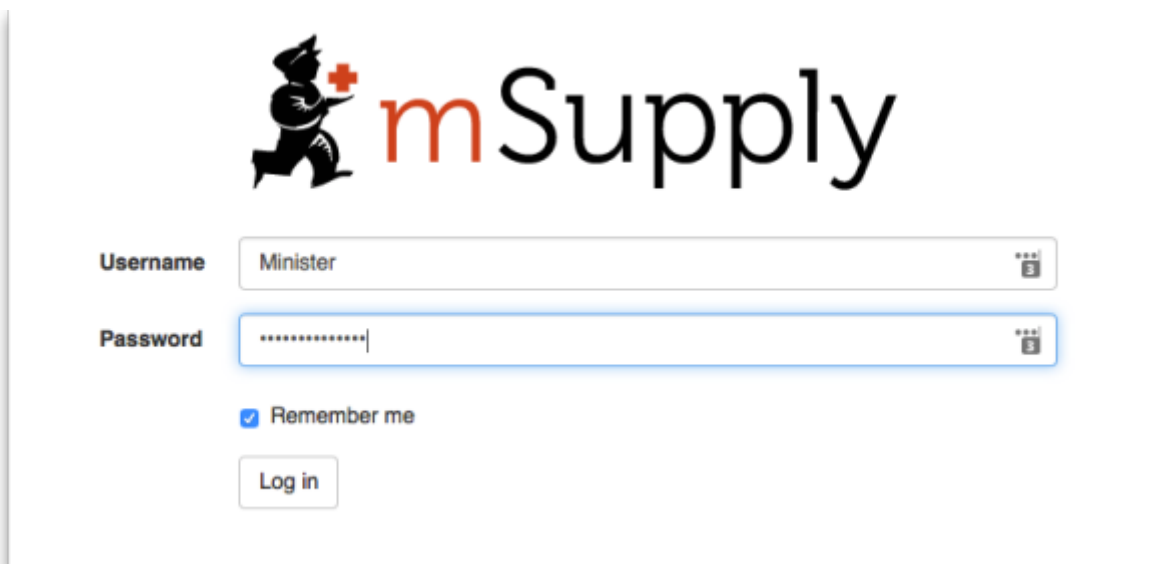 mSupply
Username Minister
Password ••••••••••••••
Remember me
Log in